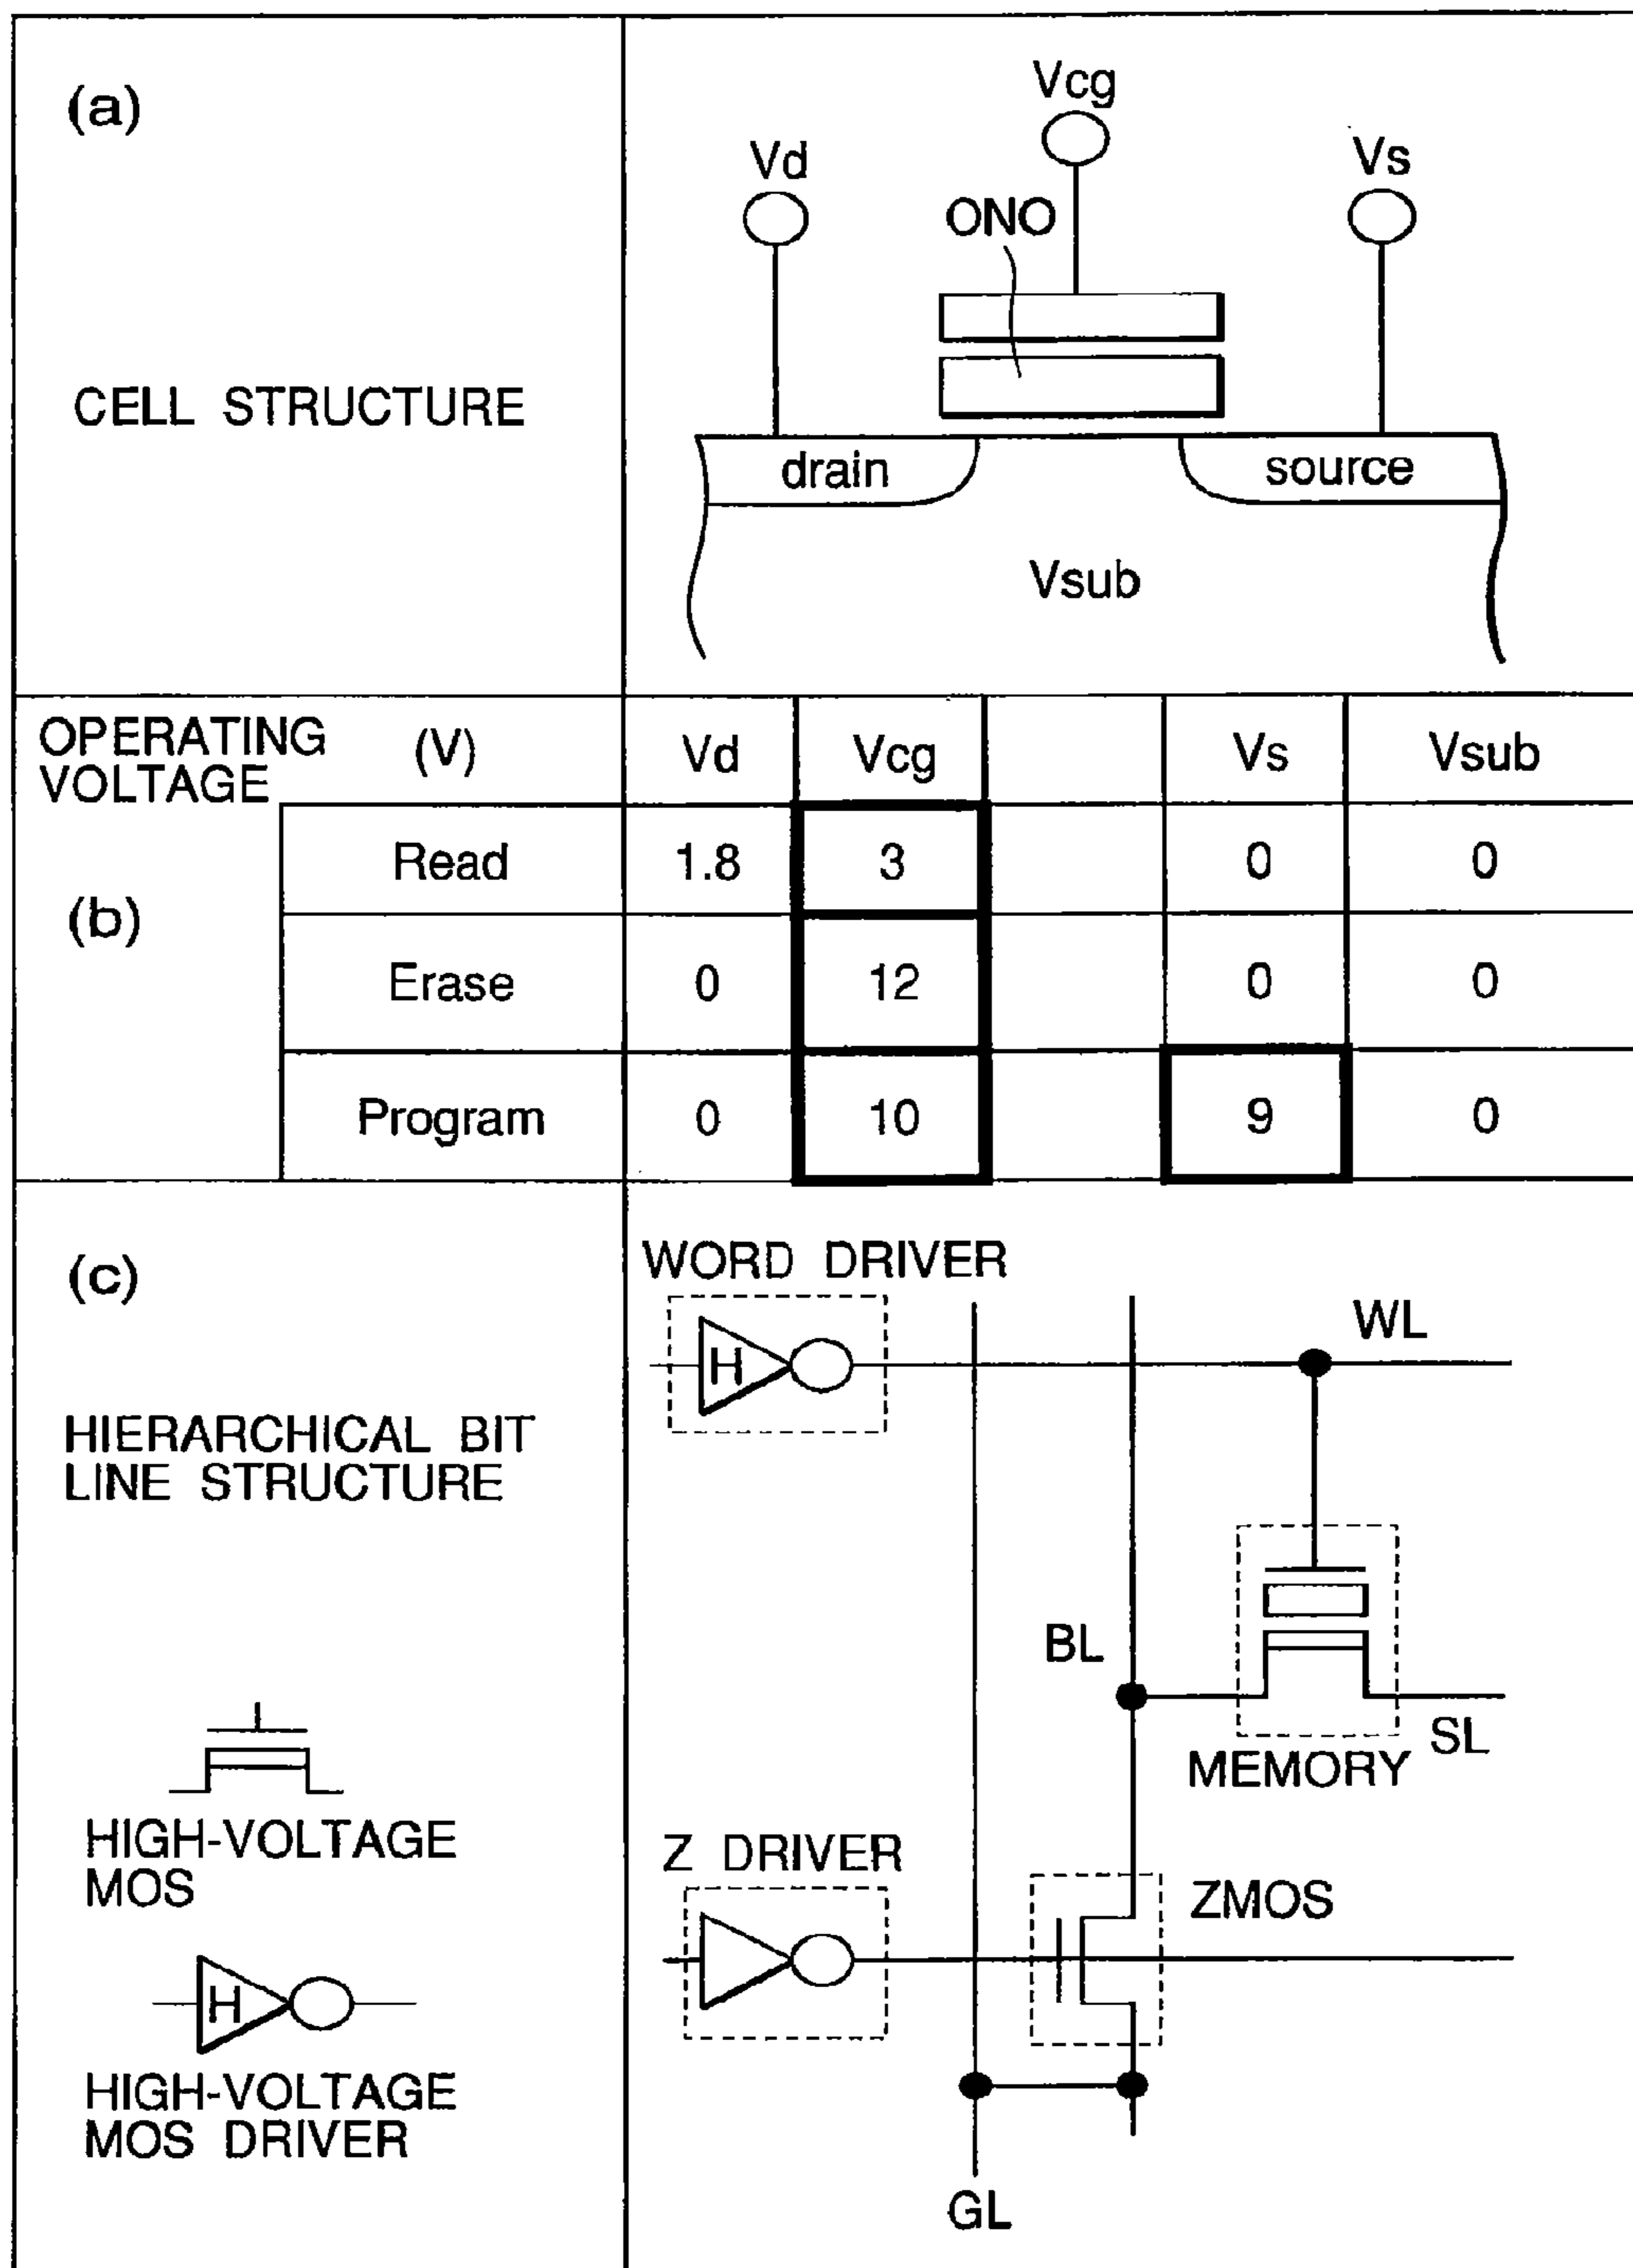 (a)
CELL STRUCTURE
Vd
Vcg
Vs
ONO
drain
source
Vsub
OPERATING
VOLTAGE
(V) Vd Vcg Vs Vsub
(b)
Read 1.8 3 0 0
Erase 0 12 0 0
Program 0 10 9 0
(c)
HIERARCHICAL BIT
LINE STRUCTURE
HIGH-VOLTAGE
MOS
H
HIGH-VOLTAGE
MOS DRIVER
WORD DRIVER
H
WL
BL
MEMORY
SL
Z DRIVER
ZMOS
GL